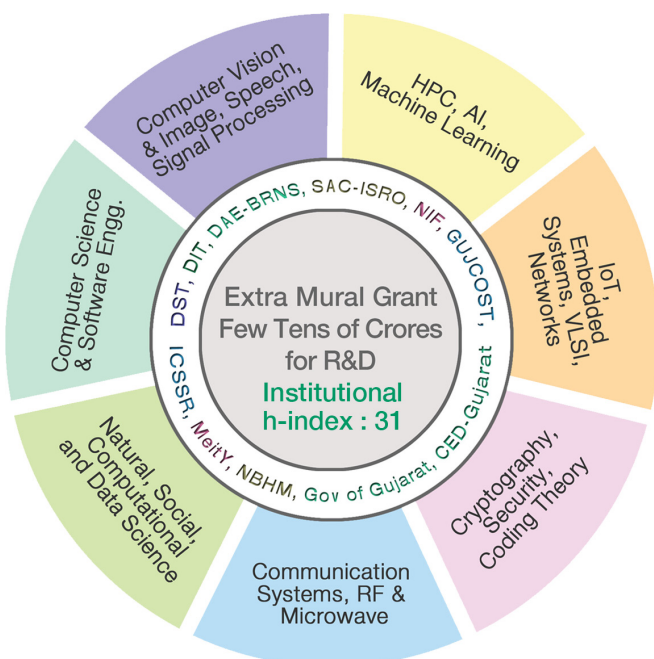 Computer Vision
& Image, Speech,
Signal Processing
HPC, AI,
Machine Learning
IoT,
Embedded
Systems, VLSI,
Networks
Cryptography,
Security,
Coding Theory
Communication
Systems, RF &
Microwave
Natural, Social,
Computational
and Data Science
Computer Science
& Software Engg.
DST, DIT, DAE-BRNS, SAC-ISRO, NIF, GUJCOST,
ICSSR, MeitY, NBHM, Gov of Gujarat, CED-Gujarat
Extra Mural Grant
Few Tens of Crores
for R&D
Institutional
h-index : 31